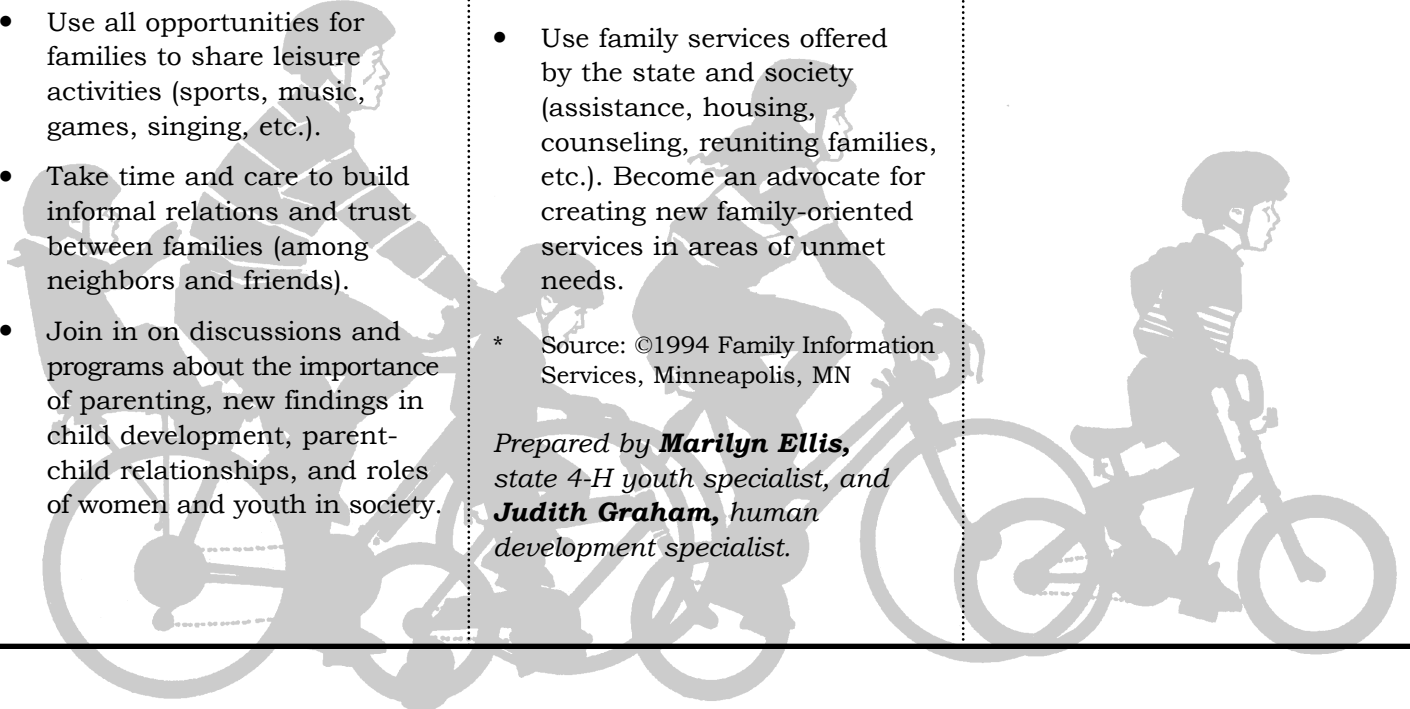 • Use all opportunities for
families to share leisure
activities (sports, music,
games, singing, etc.).
• Take time and care to build
informal relations and trust
between families (among
neighbors and friends).
• Join in on discussions and
programs about the importance
of parenting, new findings in
child development, parent-
child relationships, and roles
of women and youth in society.
• Use family services offered
by the state and society
(assistance, housing,
counseling, reuniting families,
etc.). Become an advocate for
creating new family-oriented
services in areas of unmet
needs.
* Source: ©1994 Family Information
Services, Minneapolis, MN
Prepared by Marilyn Ellis,
state 4-H youth specialist, and
Judith Graham, human
development specialist.